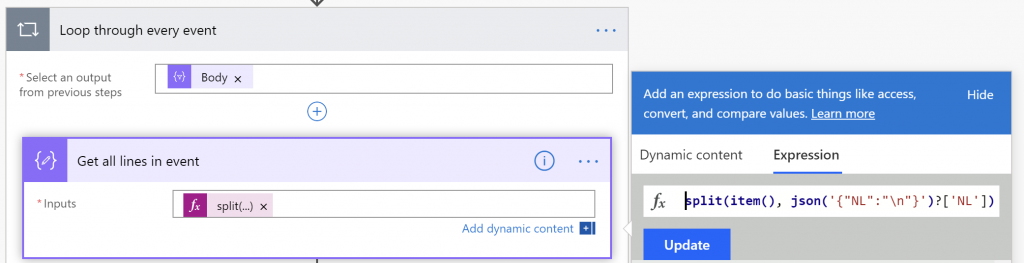 Loop through every event
...
* Select an output
from previous steps
Body ×
Get all lines in event
...
* Inputs
fx split(...) ×
Add dynamic content
Add an expression to do basic things like access,
convert, and compare values. Learn more
Hide
Dynamic content Expression
fx split(item(), json('{"NL":"\n"}')?['NL'])
Update